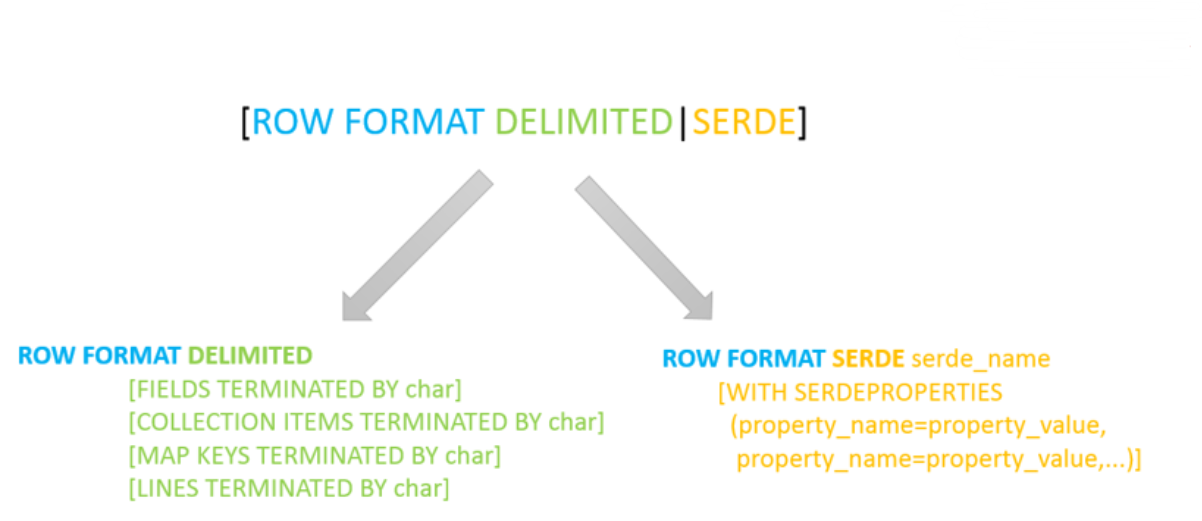 [ROW FORMAT DELIMITED|SERDE]
ROW FORMAT DELIMITED
[FIELDS TERMINATED BY char]
[COLLECTION ITEMS TERMINATED BY char]
[MAP KEYS TERMINATED BY char]
[LINES TERMINATED BY char]
ROW FORMAT SERDE serde_name
[WITH SERDEPROPERTIES
(property_name=property_value,
property_name=property_value,...)]